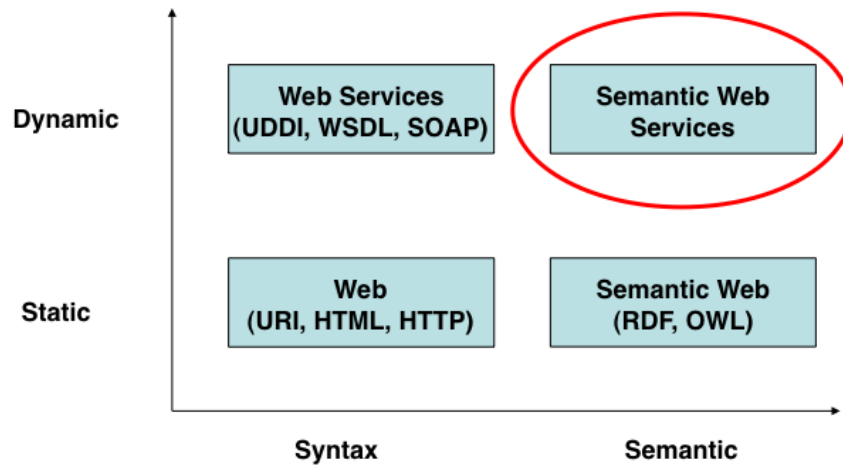 Dynamic
Web Services
(UDDI, WSDL, SOAP)
Semantic Web
Services
Static
Web
(URI, HTML, HTTP)
Semantic Web
(RDF, OWL)
Syntax
Semantic